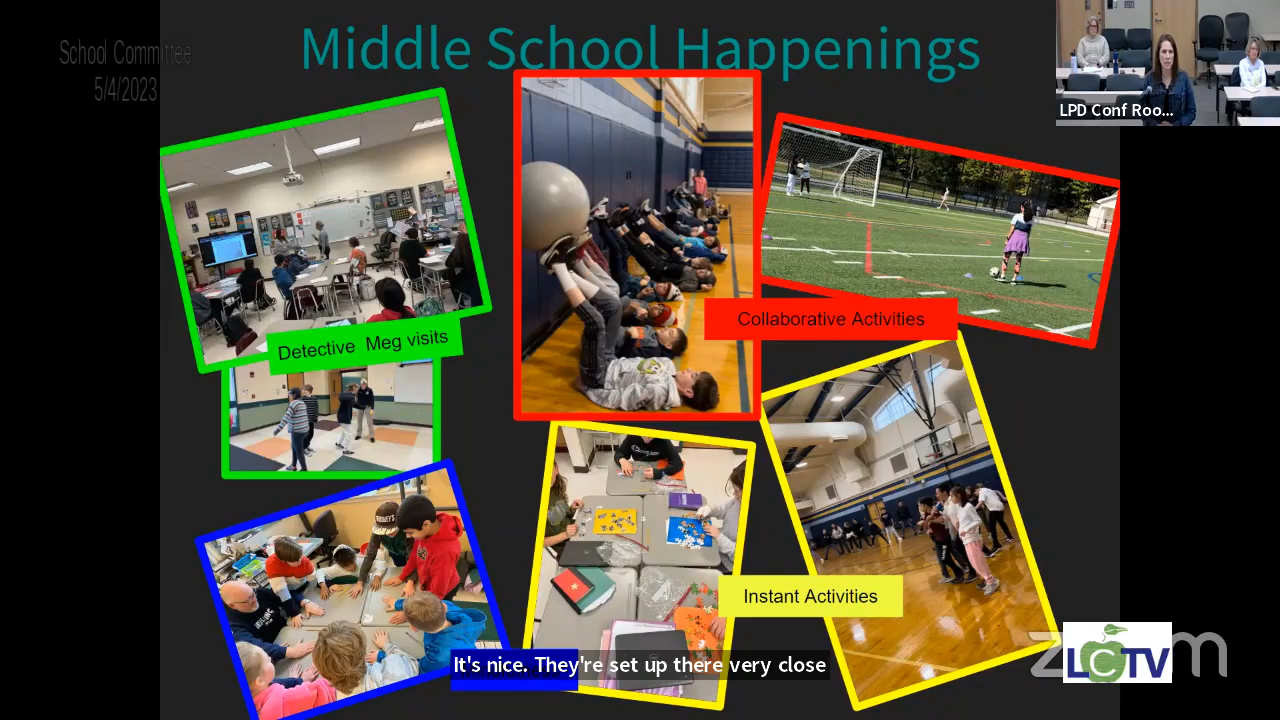 School Committee
5/4/2023
Middle School Happenings
LPD Conf Roo...
Detective Meg visits
Collaborative Activities
Instant Activities
It's nice. They're set up there very close
zoom
LCTV